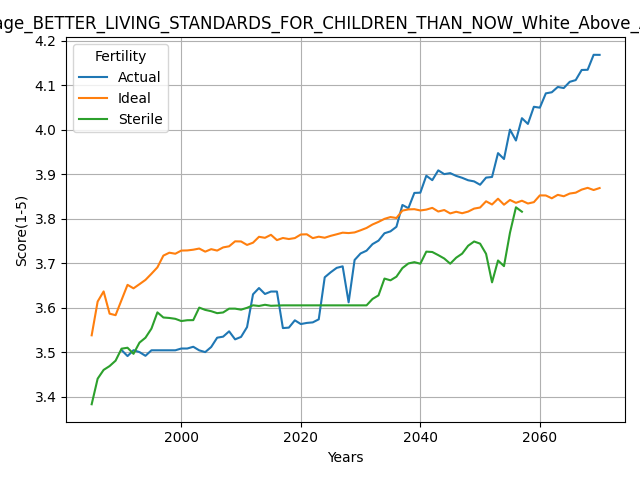 age_BETTER_LIVING_STANDARDS_FOR_CHILDREN_THAN_NOW_White_Above_
Fertility
Actual
Ideal
Sterile
Score(1-5)
4.2
4.1
4.0
3.9
3.8
3.7
3.6
3.5
3.4
2000 2020 2040 2060
Years